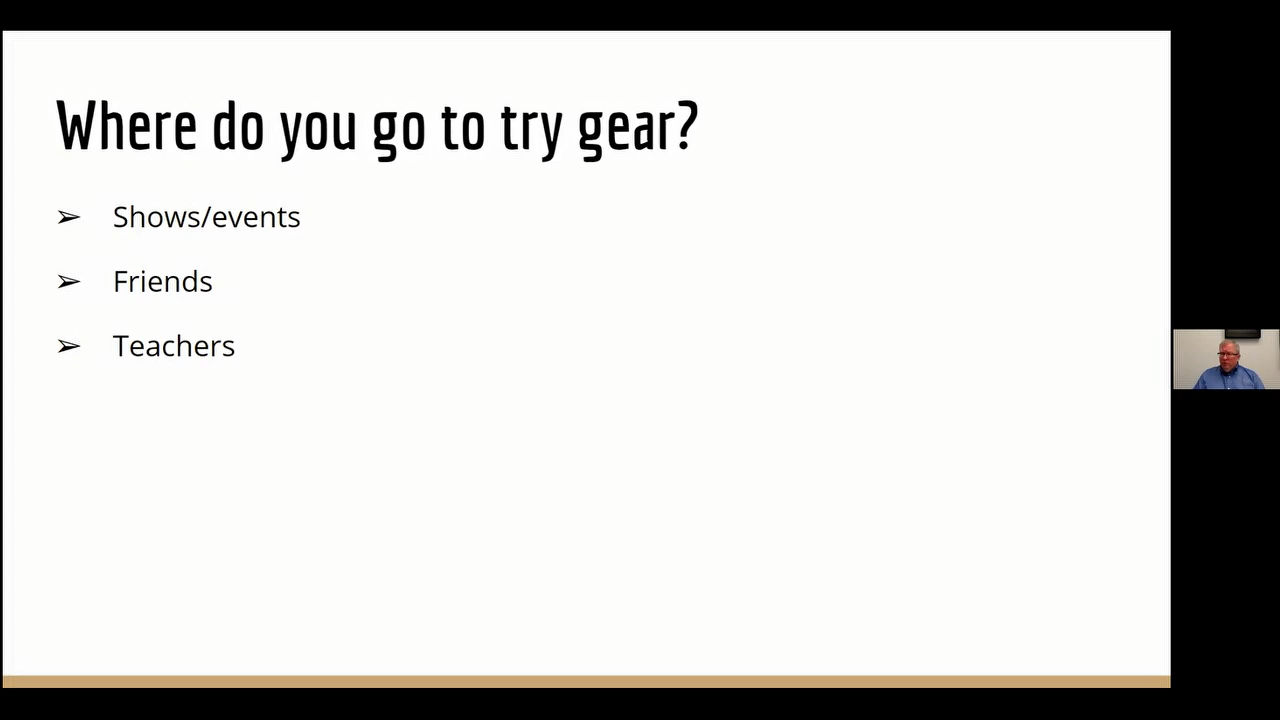 Where do you go to try gear?
➢ Shows/events
➢ Friends
➢ Teachers